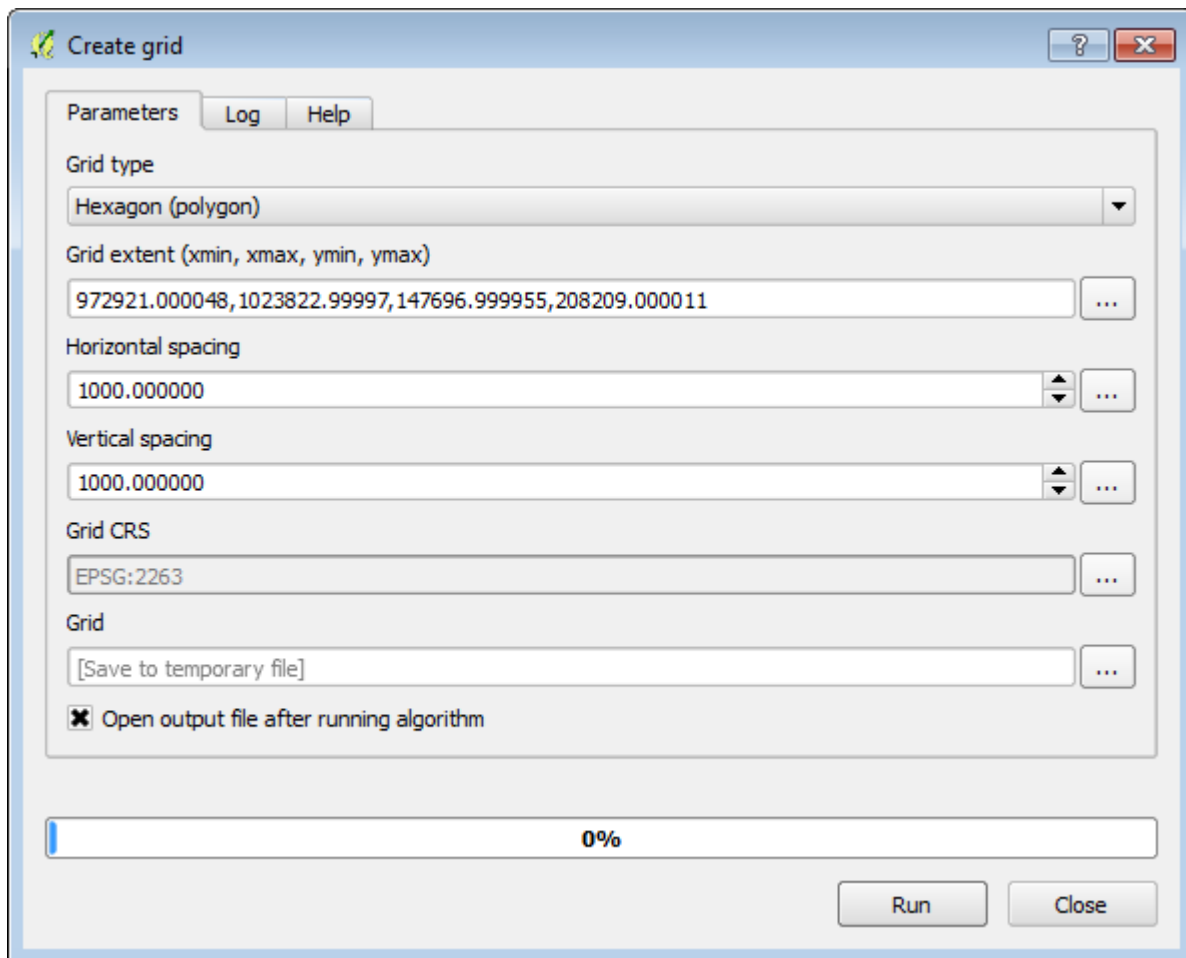 Create grid
Parameters Log Help
Grid type
Hexagon (polygon)
Grid extent (xmin, xmax, ymin, ymax)
972921.000048,1023822.99997,147696.999955,208209.000011
...
Horizontal spacing
1000.000000
...
Vertical spacing
1000.000000
...
Grid CRS
EPSG:2263
...
Grid
[Save to temporary file]
...
Open output file after running algorithm
0%
Run Close